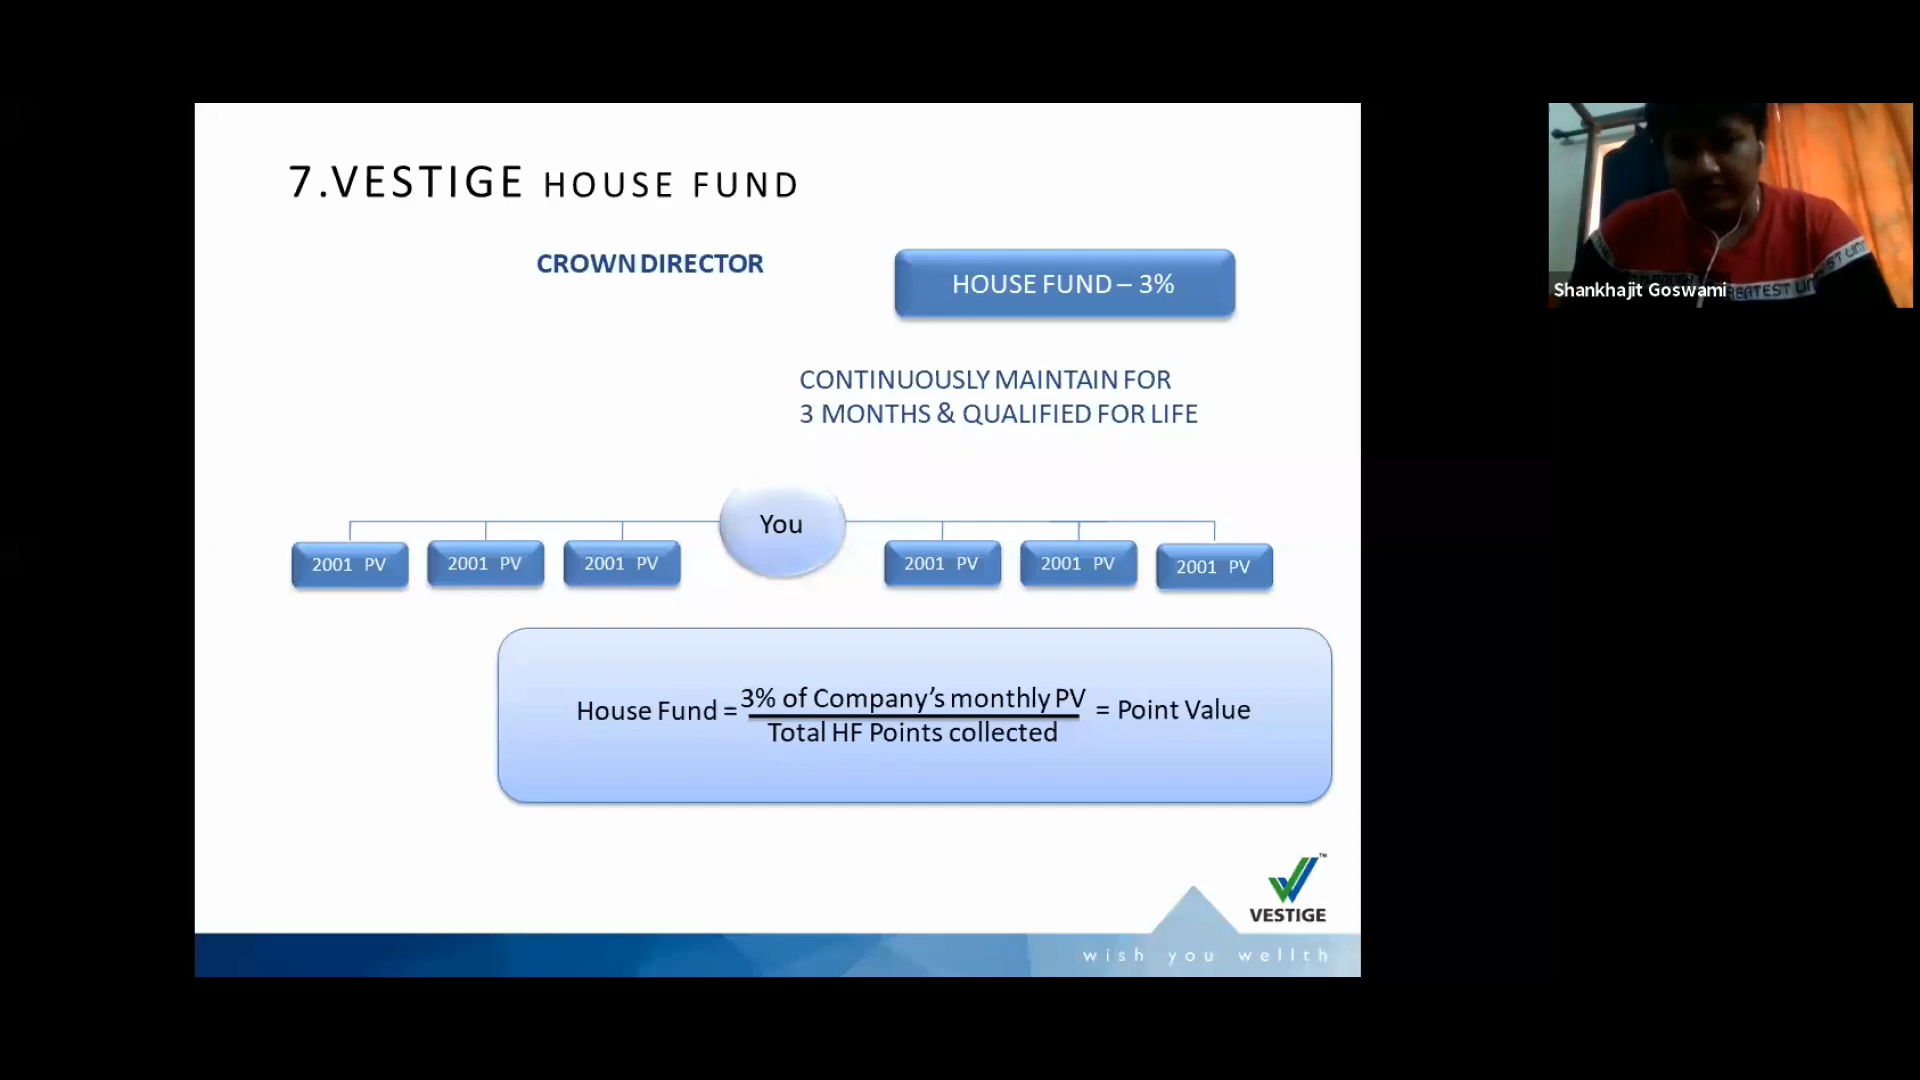 7.VESTIGE HOUSE FUND
CROWN DIRECTOR
HOUSE FUND – 3%
CONTINUOUSLY MAINTAIN FOR
3 MONTHS & QUALIFIED FOR LIFE
You
2001 PV
2001 PV
2001 PV
2001 PV
2001 PV
2001 PV
House Fund = 3% of Company's monthly PV = Point Value
Total HF Points collected
VESTIGE
TM
wish you wellth
Shankhajit Goswami